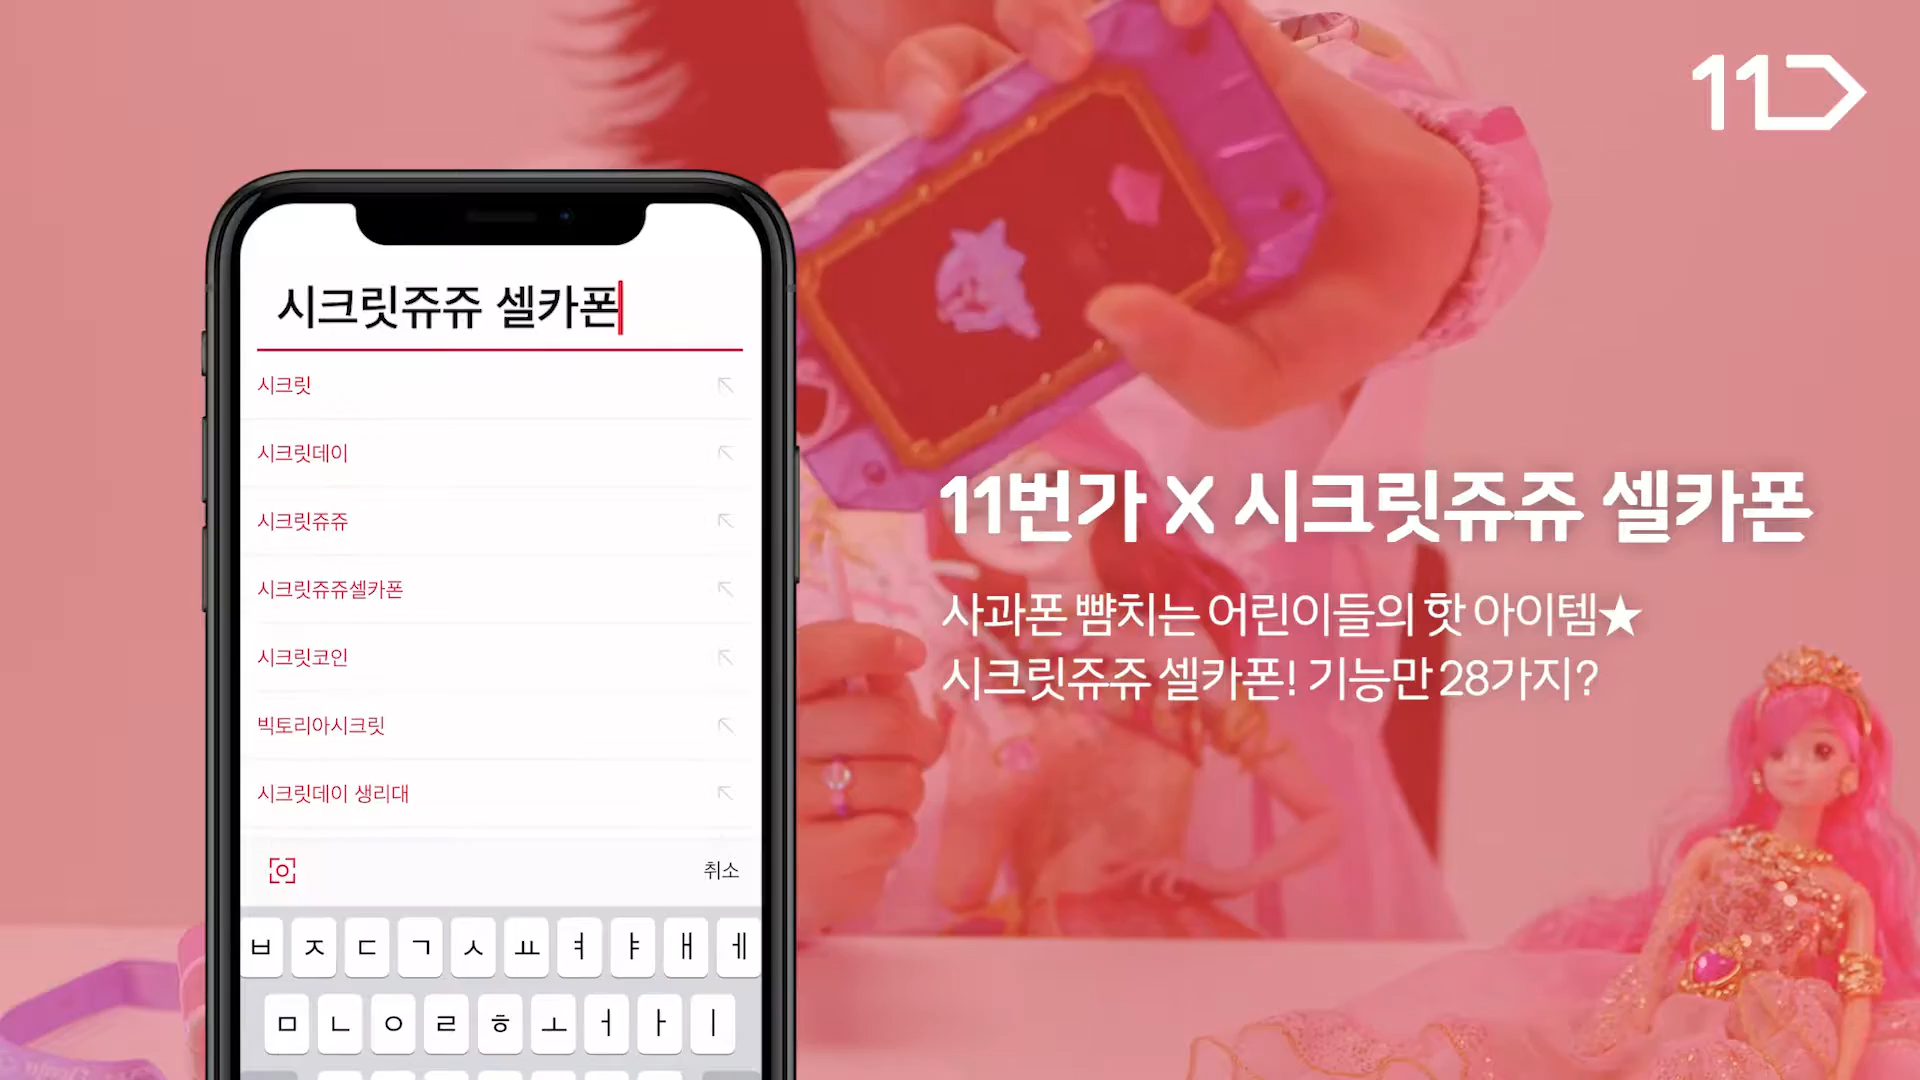 11
시크릿쥬쥬 셀카폰
시크릿
시크릿데이
시크릿쥬쥬
시크릿쥬쥬셀카폰
시크릿코인
빅토리아시크릿
시크릿데이 생리대
취소
ㅂ ㅈ ㄷ ㄱ ㅅ ㅛ ㅕ ㅑ ㅐ ㅔ
ㅁ ㄴ ㅇ ㄹ ㅎ ㅗ ㅓ ㅏ ㅣ
11번가 X 시크릿쥬쥬 셀카폰
사과폰 뺨치는 어린이들의 핫 아이템★
시크릿쥬쥬 셀카폰! 기능만 28가지?